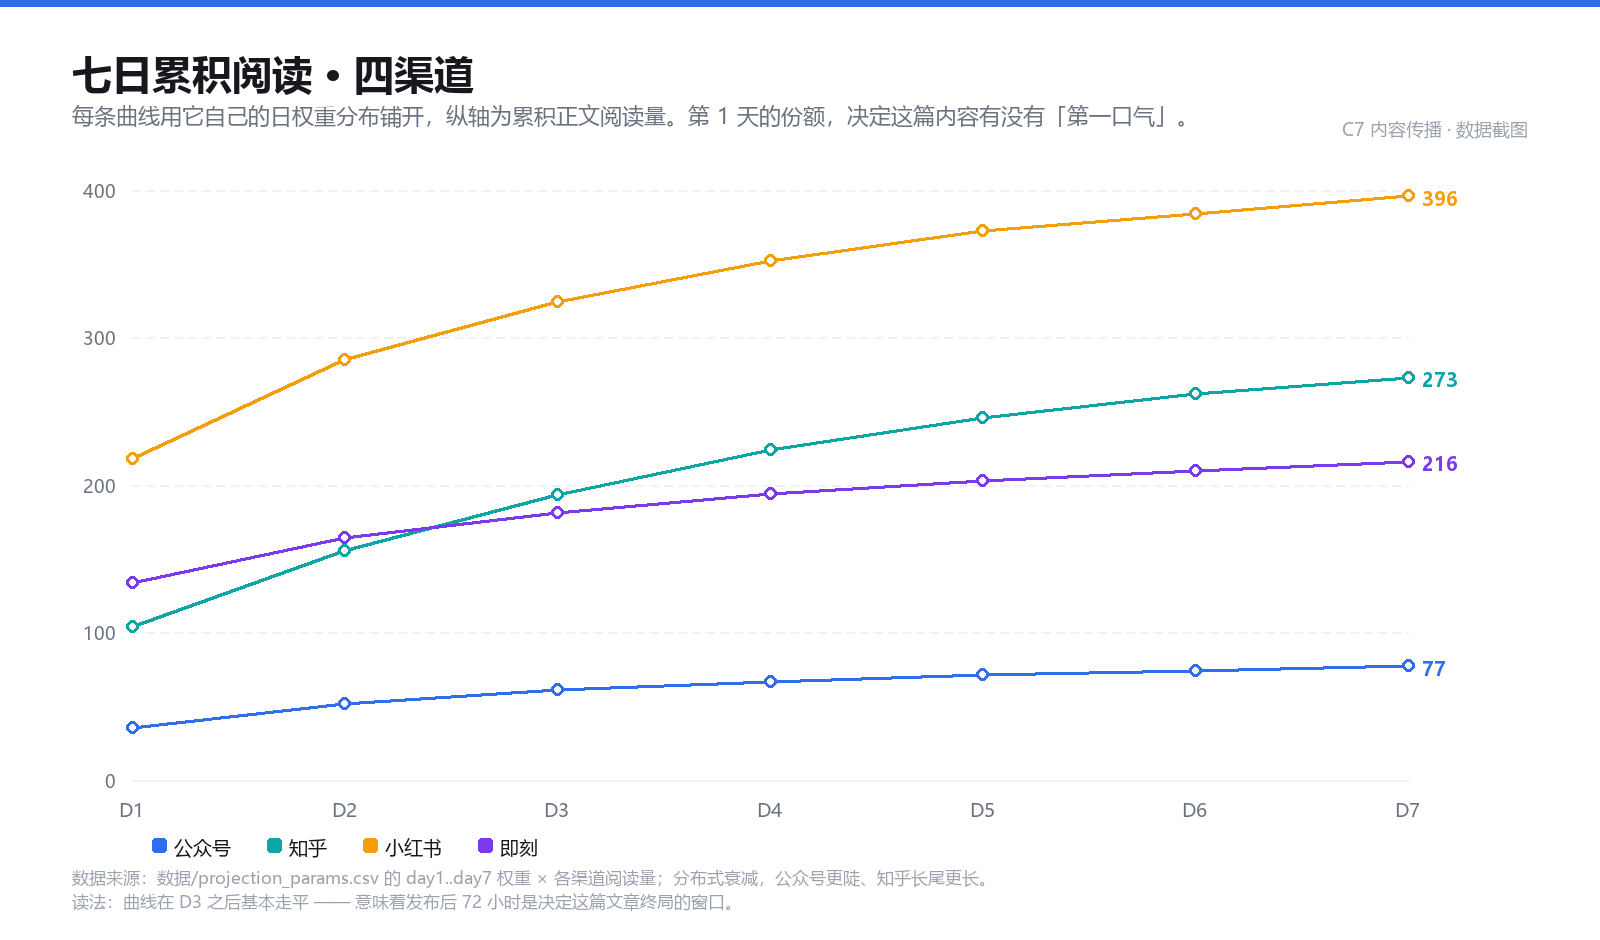 七日累积阅读 · 四渠道
每条曲线用它自己的日权重分布铺开，纵轴为累积正文阅读量。第 1 天的份额，决定这篇内容有没有「第一口气」。
C7 内容传播 · 数据截图
400
396
300
273
216
200
100
77
0
D1 D2 D3 D4 D5 D6 D7
公众号 知乎 小红书 即刻
数据来源：数据/projection_params.csv 的 day1..day7 权重 × 各渠道阅读量；分布式衰减，公众号更陡、知乎长尾更长。
读法：曲线在 D3 之后基本走平 —— 意味着发布后 72 小时是决定这篇文章终局的窗口。